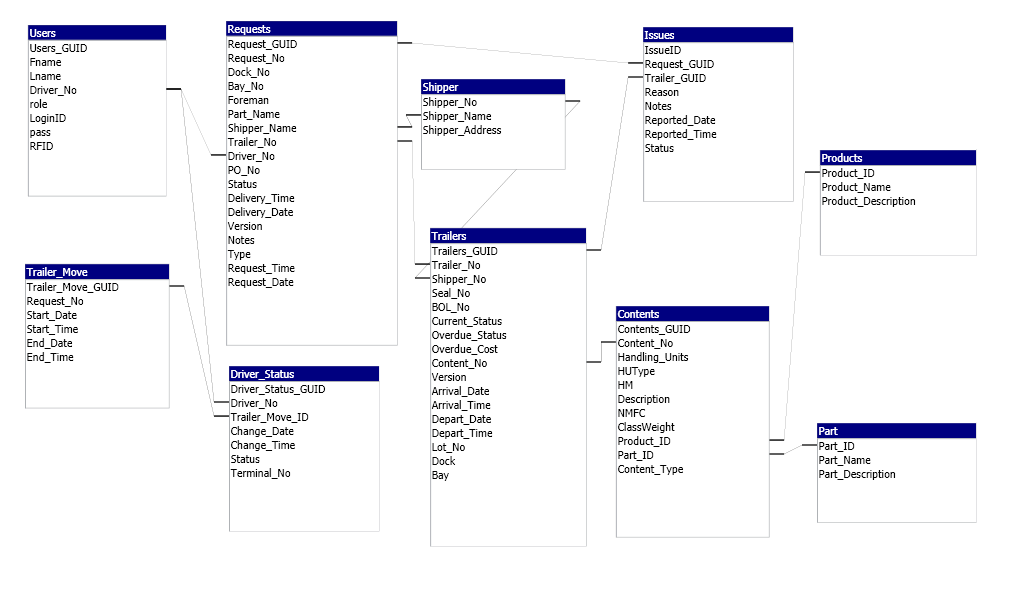 Users
Users_GUID
Fname
Lname
Driver_No
role
LoginID
pass
RFID
Requests
Request_GUID
Request_No
Dock_No
Bay_No
Foreman
Part_Name
Shipper_Name
Trailer_No
Driver_No
PO_No
Status
Delivery_Time
Delivery_Date
Version
Notes
Type
Request_Time
Request_Date
Shipper
Shipper_No
Shipper_Name
Shipper_Address
Issues
IssueID
Request_GUID
Trailer_GUID
Reason
Notes
Reported_Date
Reported_Time
Status
Products
Product_ID
Product_Name
Product_Description
Trailer_Move
Trailer_Move_GUID
Request_No
Start_Date
Start_Time
End_Date
End_Time
Driver_Status
Driver_Status_GUID
Driver_No
Trailer_Move_ID
Change_Date
Change_Time
Status
Terminal_No
Trailers
Trailers_GUID
Trailer_No
Shipper_No
Seal_No
BOL_No
Current_Status
Overdue_Status
Overdue_Cost
Content_No
Version
Arrival_Date
Arrival_Time
Depart_Date
Depart_Time
Lot_No
Dock
Bay
Contents
Contents_GUID
Content_No
Handling_Units
HUType
HM
Description
NMFC
ClassWeight
Product_ID
Part_ID
Content_Type
Part
Part_ID
Part_Name
Part_Description